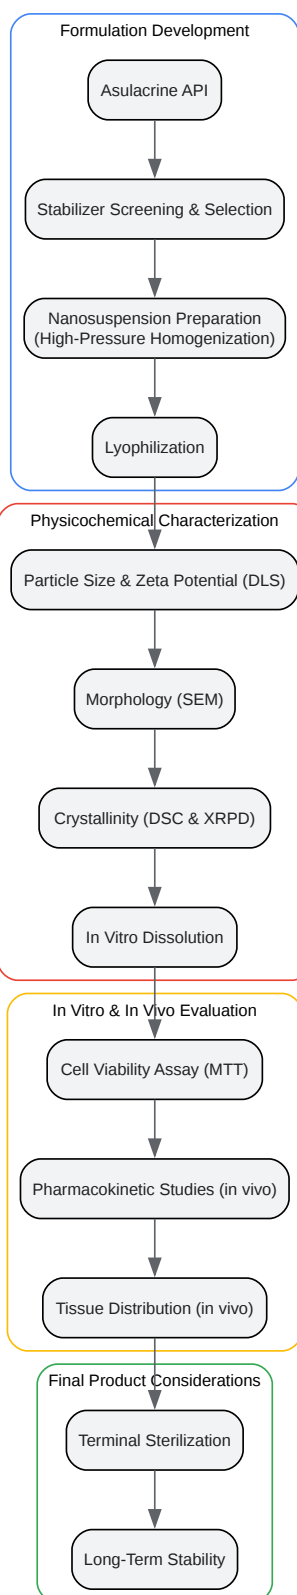 Formulation Development
Asulacrine API
Stabilizer Screening & Selection
Nanosuspension Preparation
(High-Pressure Homogenization)
Lyophilization
Physicochemical Characterization
Particle Size & Zeta Potential (DLS)
Morphology (SEM)
Crystallinity (DSC & XRPD)
In Vitro Dissolution
In Vitro & In Vivo Evaluation
Cell Viability Assay (MTT)
Pharmacokinetic Studies (in vivo)
Tissue Distribution (in vivo)
Final Product Considerations
Terminal Sterilization
Long-Term Stability